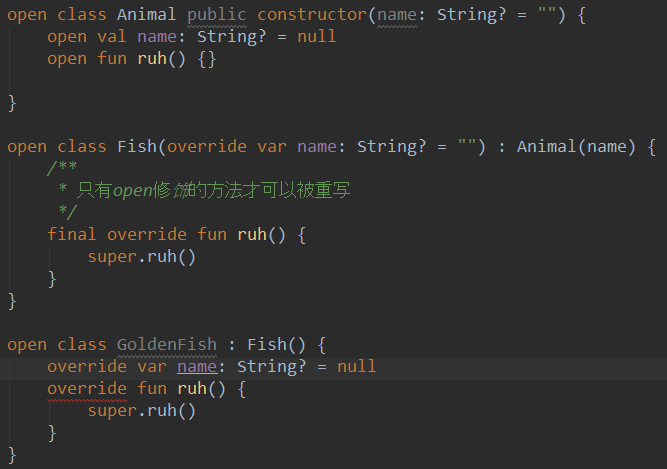 open class Animal public constructor(name: String? = "") {
    open val name: String? = null
    open fun ruh() {}
}
open class Fish(override var name: String? = "") : Animal(name) {
    /**
     * 只有open修饰的方法才可以被重写
     */
    final override fun ruh() {
        super.ruh()
    }
}
open class GoldenFish : Fish() {
    override var name: String? = null
    override fun ruh() {
        super.ruh()
    }
}